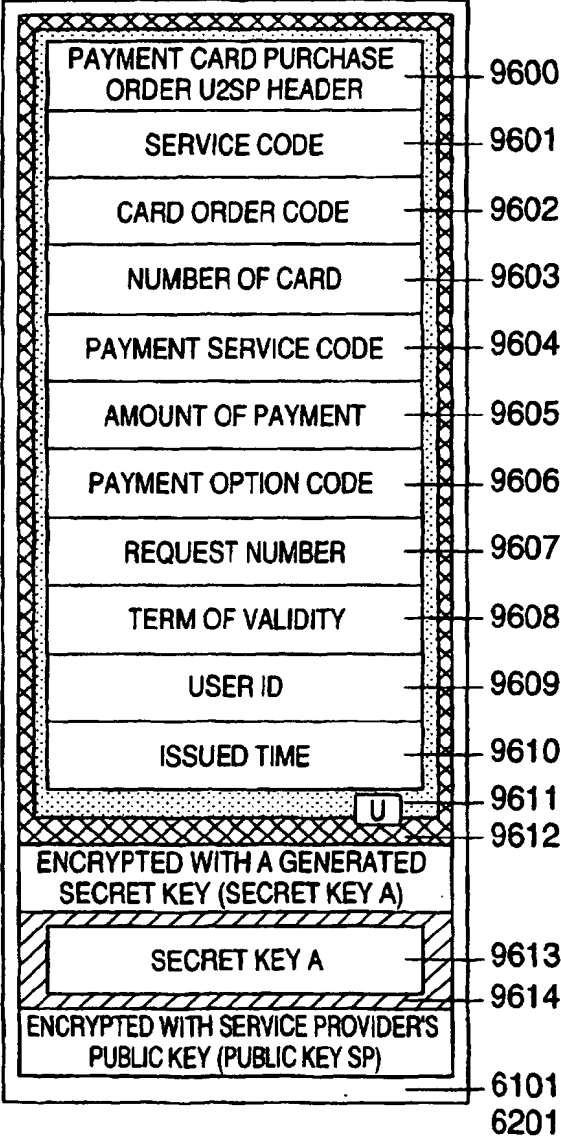 PAYMENT CARD PURCHASE
ORDER U2SP HEADER
9600
SERVICE CODE
9601
CARD ORDER CODE
9602
NUMBER OF CARD
9603
PAYMENT SERVICE CODE
9604
AMOUNT OF PAYMENT
9605
PAYMENT OPTION CODE
9606
REQUEST NUMBER
9607
TERM OF VALIDITY
9608
USER ID
9609
ISSUED TIME
9610
U
9611
9612
ENCRYPTED WITH A GENERATED
SECRET KEY (SECRET KEY A)
SECRET KEY A
9613
9614
ENCRYPTED WITH SERVICE PROVIDER'S
PUBLIC KEY (PUBLIC KEY SP)
6101
6201